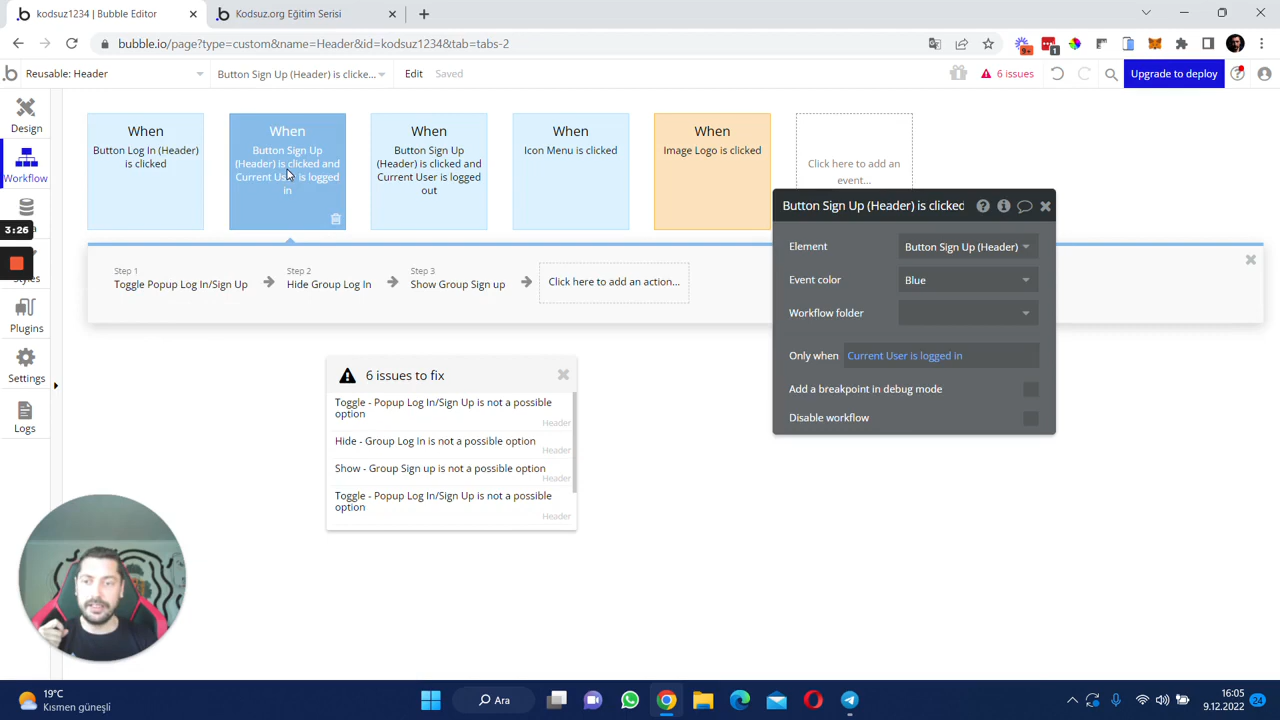 kodsuz1234 | Bubble Editor
Kodsuz.org Eğitim Serisi
bubble.io/page?type=custom&name=Header&id=kodsuz1234&tab=tabs-2
9+
1
Reusable: Header
Button Sign Up (Header) is clicke...
Edit
Saved
6 issues
Upgrade to deploy
Design
Workflow
3:26
Plugins
Settings
Logs
When
Button Log In (Header)
is clicked
When
Button Sign Up
(Header) is clicked and
Current User is logged
in
When
Button Sign Up
(Header) is clicked and
Current User is logged
out
When
Icon Menu is clicked
When
Image Logo is clicked
Click here to add an
event...
Step 1
Toggle Popup Log In/Sign Up
Step 2
Hide Group Log In
Step 3
Show Group Sign up
Click here to add an action...
Button Sign Up (Header) is clicked
Element
Button Sign Up (Header)
Event color
Blue
Workflow folder
Only when
Current User is logged in
Add a breakpoint in debug mode
Disable workflow
6 issues to fix
Toggle - Popup Log In/Sign Up is not a possible
option
Header
Hide - Group Log In is not a possible option
Header
Show - Group Sign up is not a possible option
Header
Toggle - Popup Log In/Sign Up is not a possible
option
Header
19°C
Kısmen güneşli
Ara
16:05
9.12.2022
24